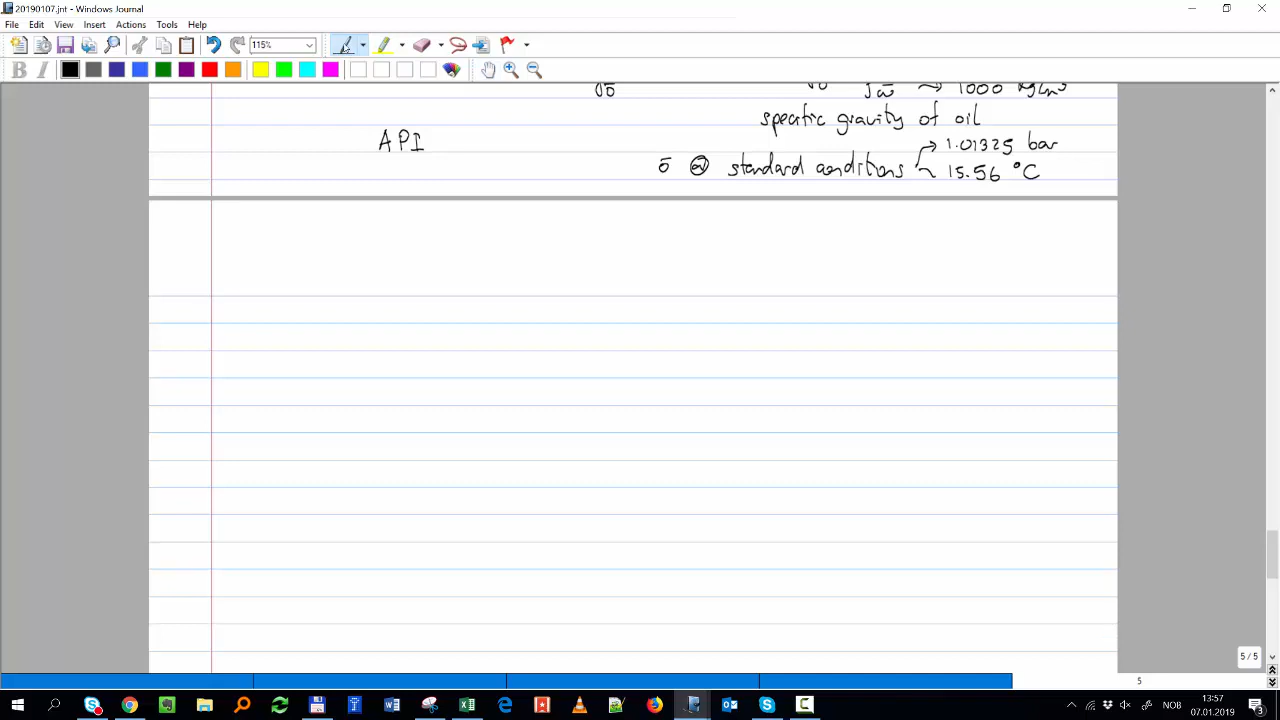 20190107.jnt - Windows Journal
File Edit View Insert Actions Tools Help
115%
B I
1000 kg/m³
specific gravity of oil
API
1.01325 bar
ō @ standard conditions
15.56 °C
5 / 5
5
NOB
13:57
07.01.2019